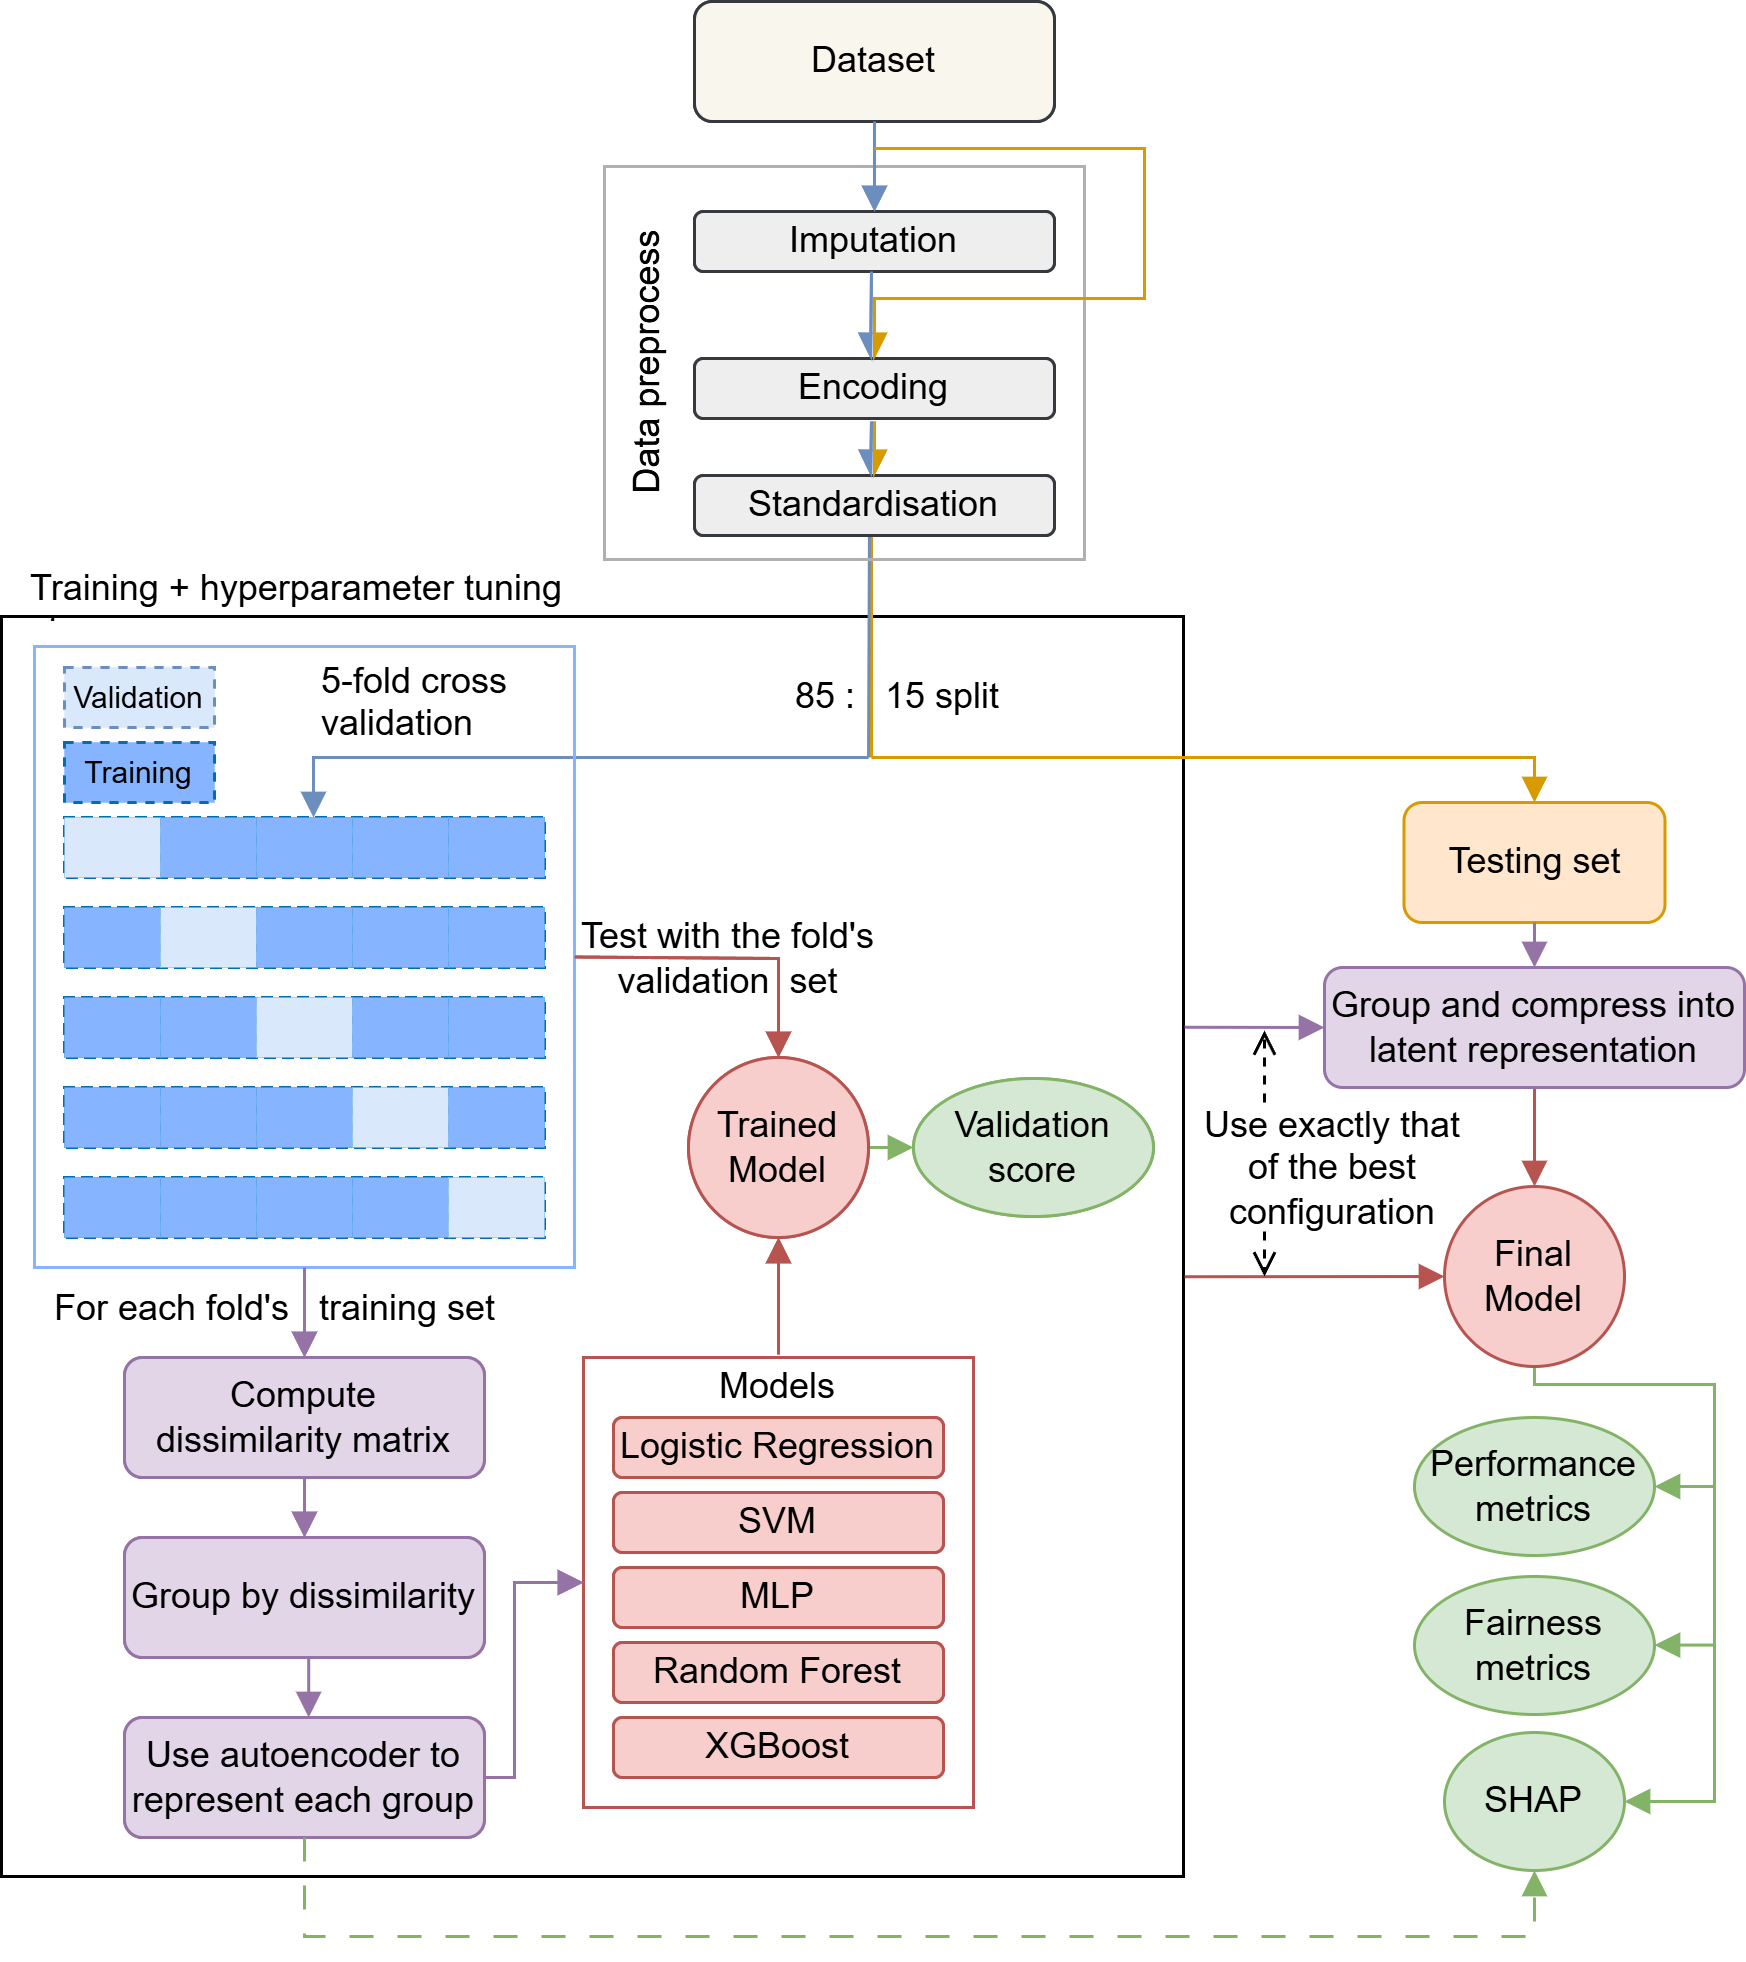 Dataset
Data preprocess
Imputation
Encoding
Standardisation
Training + hyperparameter tuning
85 : 15 split
Validation
Training
5-fold cross
validation
Test with the fold's
validation set
Trained
Model
Validation
score
For each fold's training set
Compute
dissimilarity matrix
Group by dissimilarity
Use autoencoder to
represent each group
Models
Logistic Regression
SVM
MLP
Random Forest
XGBoost
Testing set
Group and compress into
latent representation
Use exactly that
of the best
configuration
Final
Model
Performance
metrics
Fairness
metrics
SHAP